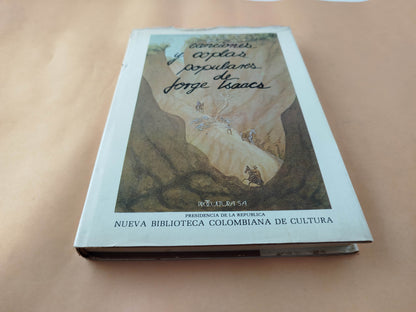 canciones
y coplas
populares
de
Jorge Isaacs
PROCULTURA S.A.
PRESIDENCIA DE LA REPUBLICA
NUEVA BIBLIOTECA COLOMBIANA DE CULTURA